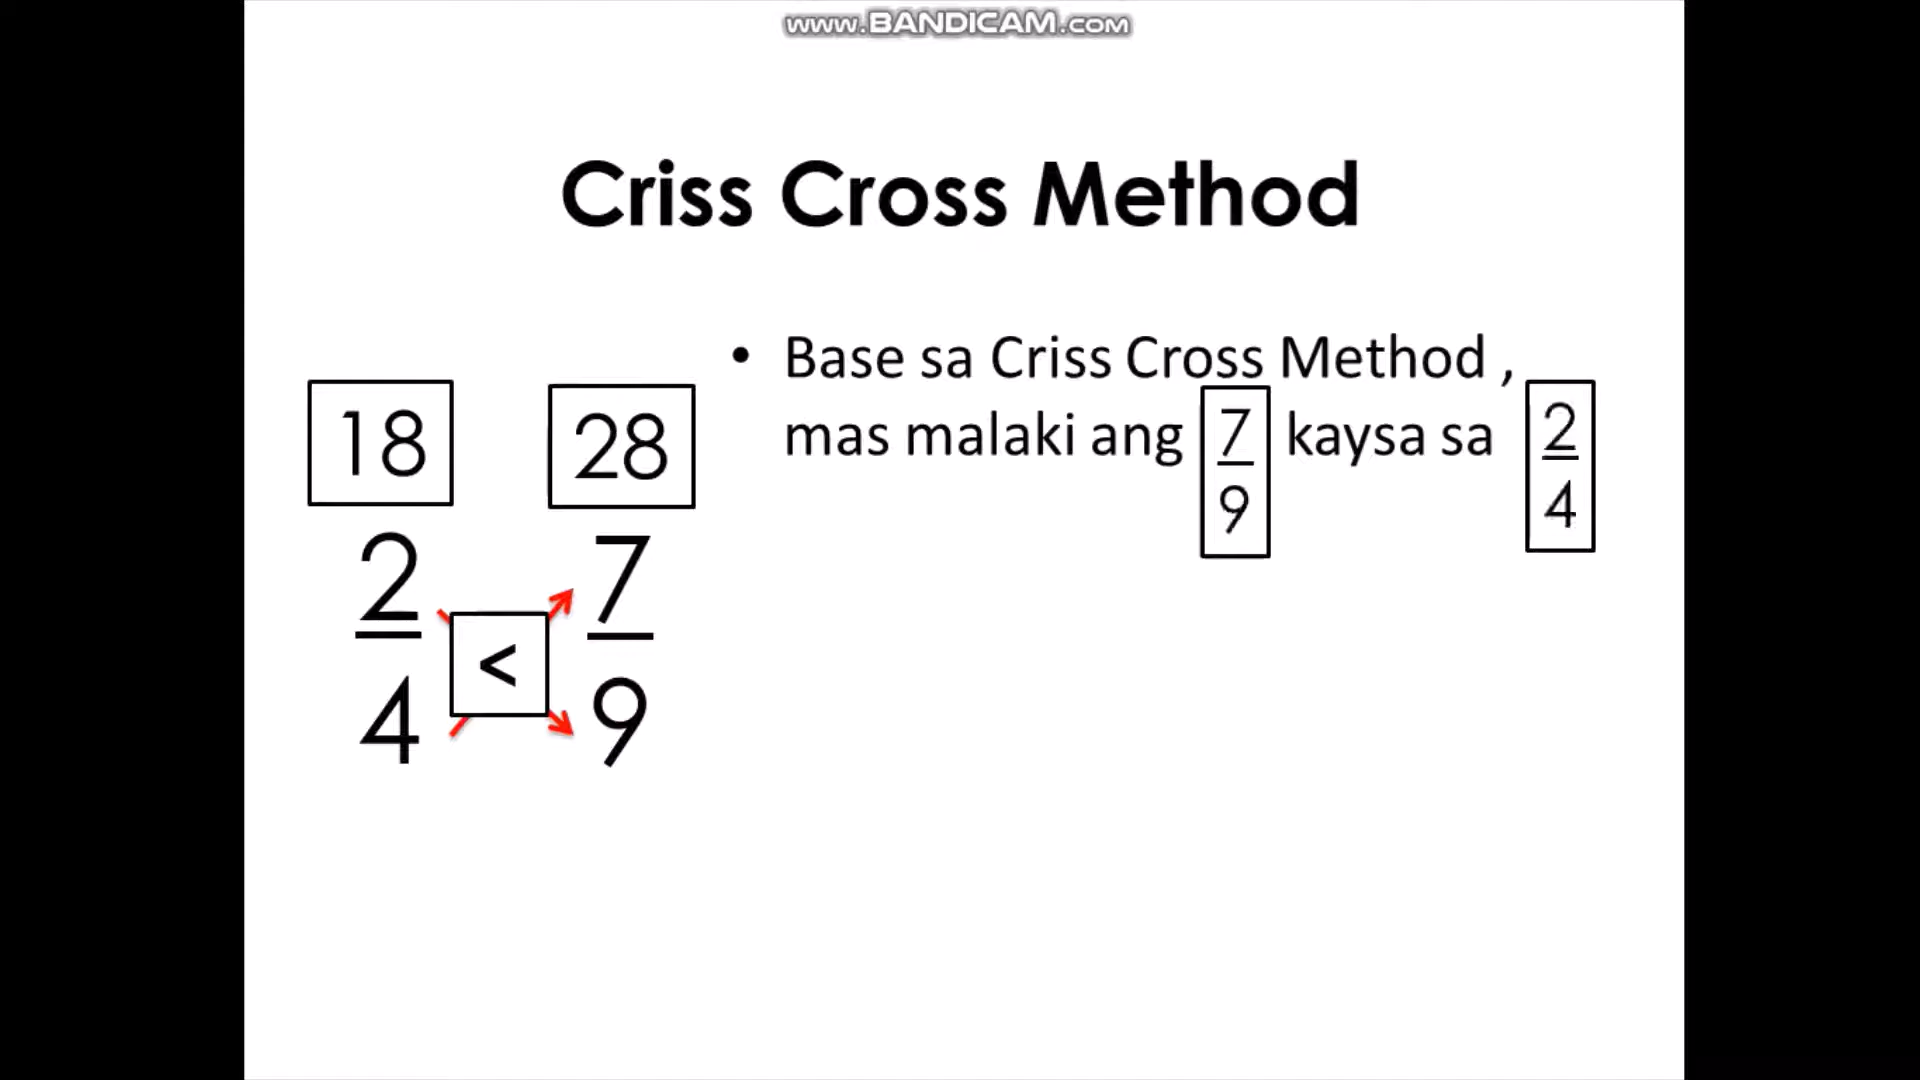 www.BANDICAM.com
Criss Cross Method
• Base sa Criss Cross Method ,
mas malaki ang 7/9 kaysa sa 2/4
18 28
2 7
<
4 9